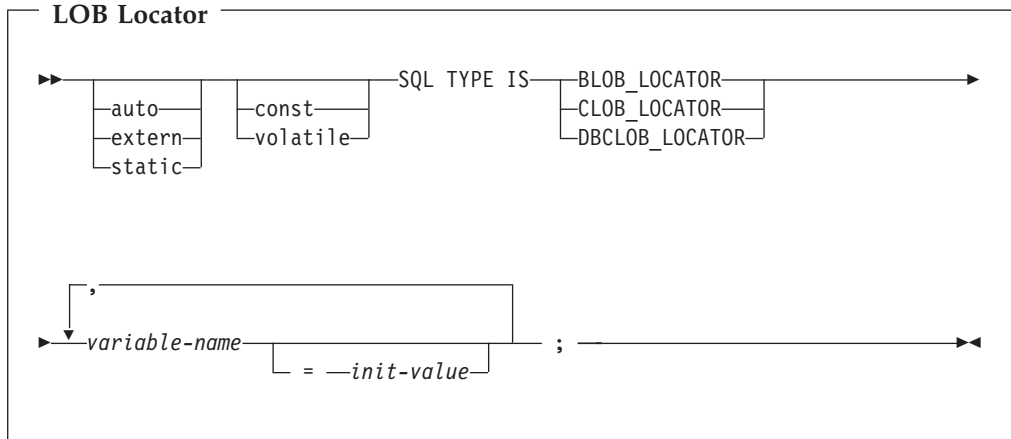 LOB Locator
SQL TYPE IS BLOB_LOCATOR
auto const CLOB_LOCATOR
extern volatile DBCLOB_LOCATOR
static
,
variable-name ;
= init-value